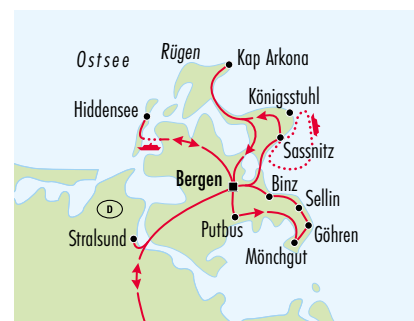 Ostsee
Rügen
Kap Arkona
Hiddensee
Königsstuhl
Sassnitz
Bergen
Binz
Sellin
D
Stralsund
Putbus
Göhren
Mönchgut